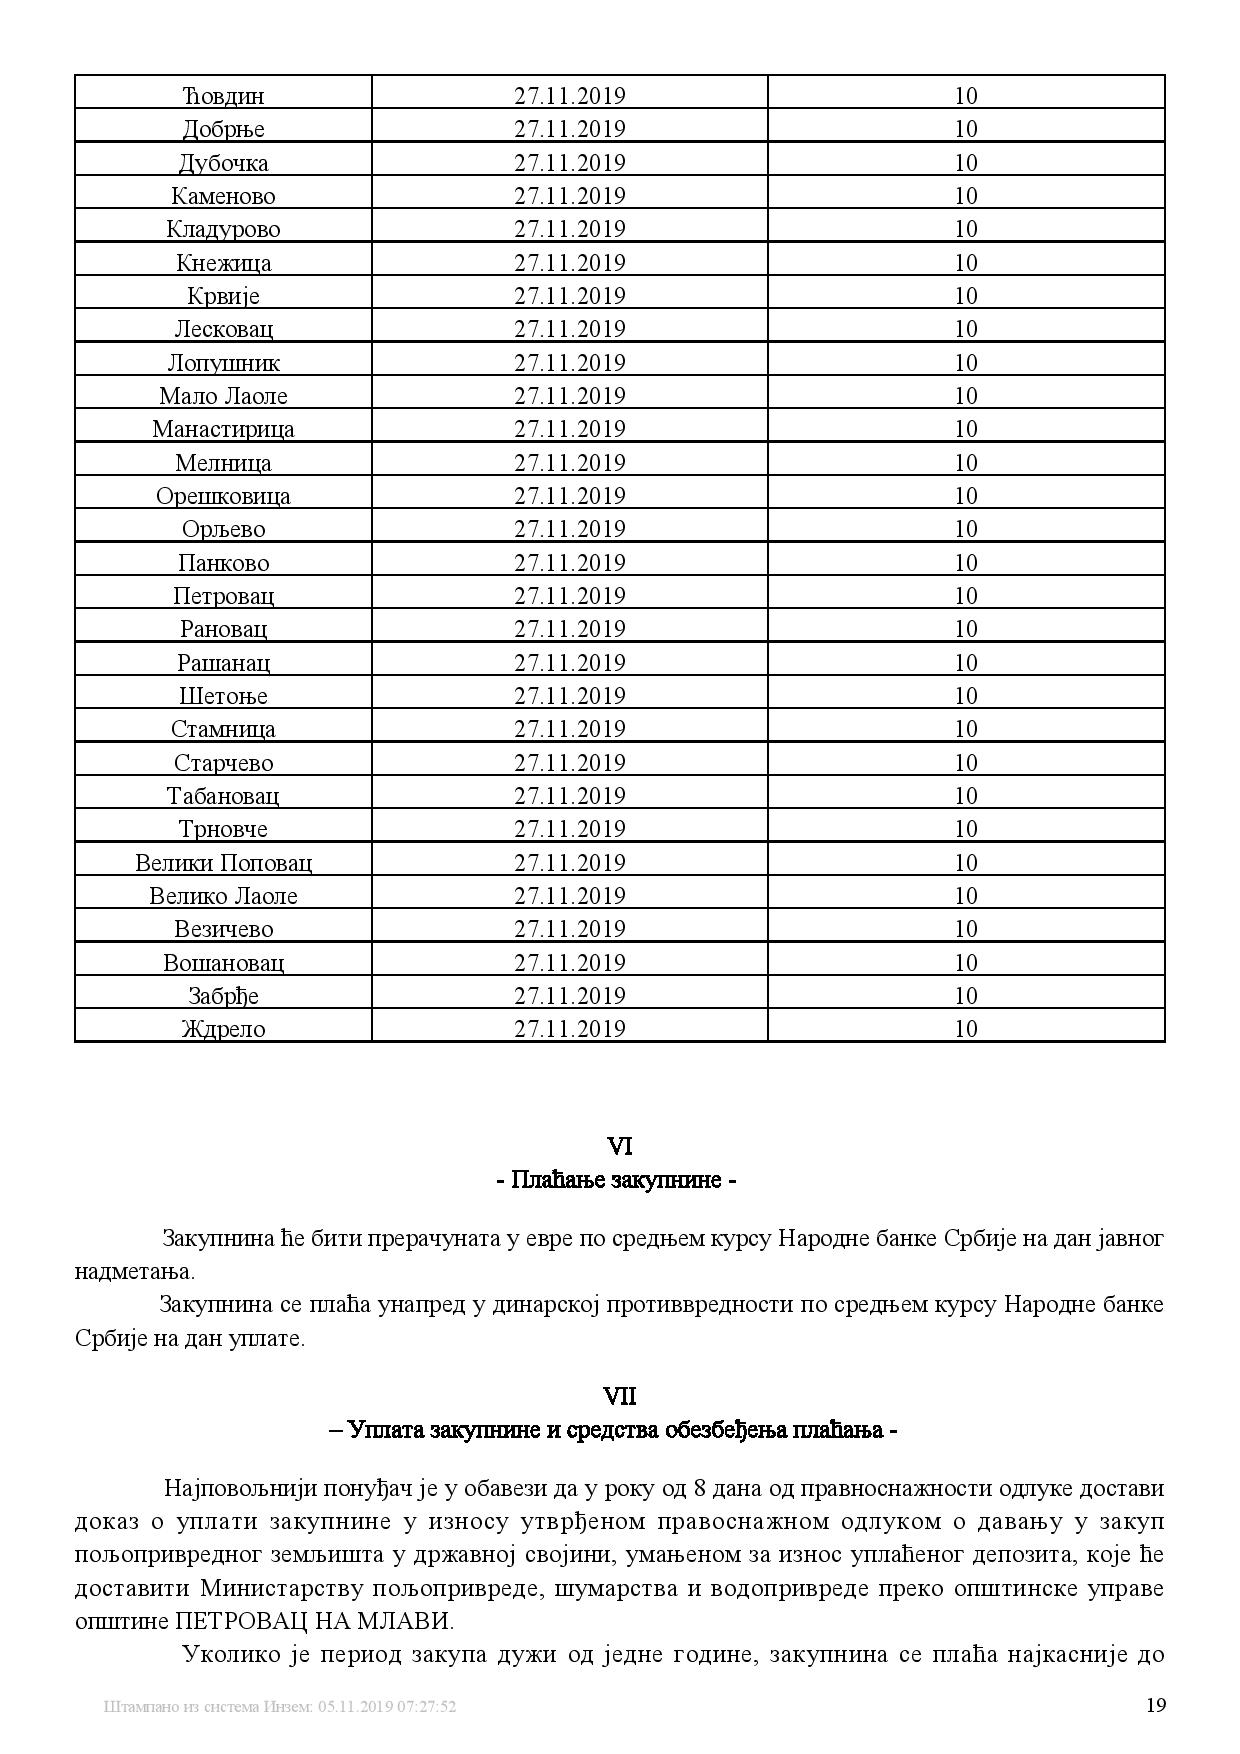 Ћовдин 27.11.2019 10
Добрње 27.11.2019 10
Дубочка 27.11.2019 10
Каменово 27.11.2019 10
Кладурово 27.11.2019 10
Кнежица 27.11.2019 10
Крвије 27.11.2019 10
Лесковац 27.11.2019 10
Лопушник 27.11.2019 10
Мало Лаоле 27.11.2019 10
Манастирица 27.11.2019 10
Мелница 27.11.2019 10
Орешковица 27.11.2019 10
Орљево 27.11.2019 10
Панково 27.11.2019 10
Петровац 27.11.2019 10
Рановац 27.11.2019 10
Рашанац 27.11.2019 10
Шетоње 27.11.2019 10
Стамница 27.11.2019 10
Старчево 27.11.2019 10
Табановац 27.11.2019 10
Трновче 27.11.2019 10
Велики Поповац 27.11.2019 10
Велико Лаоле 27.11.2019 10
Везичево 27.11.2019 10
Вошановац 27.11.2019 10
Забрђе 27.11.2019 10
Ждрело 27.11.2019 10
VI
- Плаћање закупнине -
Закупнина ће бити прерачуната у евре по средњем курсу Народне банке Србије на дан јавног
надметања.
Закупнина се плаћа унапред у динарској противвредности по средњем курсу Народне банке
Србије на дан уплате.
VII
– Уплата закупнине и средства обезбеђења плаћања -
Најповољнији понуђач је у обавези да у року од 8 дана од правноснажности одлуке достави
доказ о уплати закупнине у износу утврђеном правоснажном одлуком о давању у закуп
пољопривредног земљишта у државној својини, умањеном за износ уплаћеног депозита, које ће
доставити Министарству пољопривреде, шумарства и водопривреде преко општинске управе
општине ПЕТРОВАЦ НА МЛАВИ.
Уколико је период закупа дужи од једне године, закупнина се плаћа најкасније до
Штампано из система Инзем: 05.11.2019 07:27:52 19